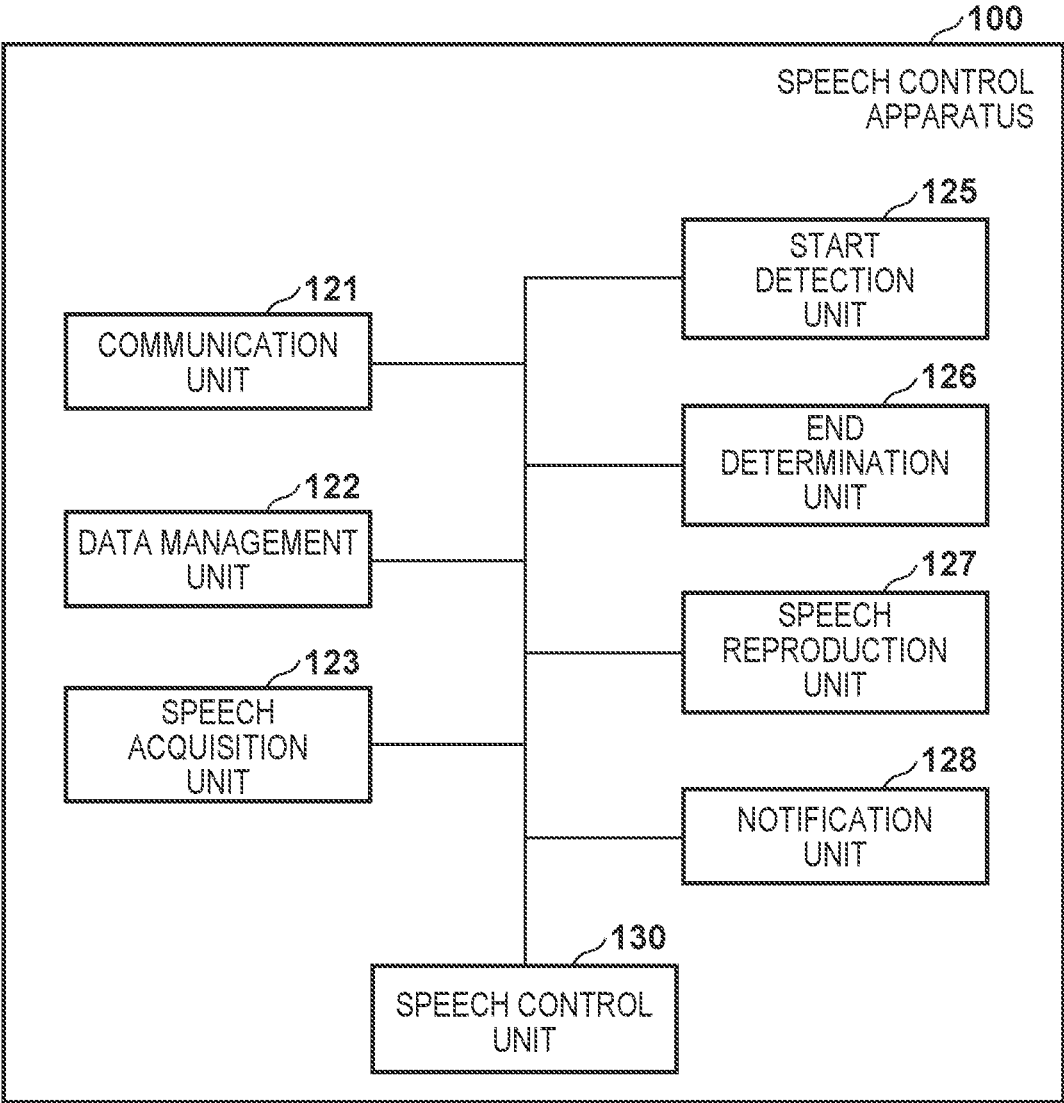 100
SPEECH CONTROL
APPARATUS
121
COMMUNICATION
UNIT
122
DATA MANAGEMENT
UNIT
123
SPEECH
ACQUISITION
UNIT
125
START
DETECTION
UNIT
126
END
DETERMINATION
UNIT
127
SPEECH
REPRODUCTION
UNIT
128
NOTIFICATION
UNIT
130
SPEECH CONTROL
UNIT